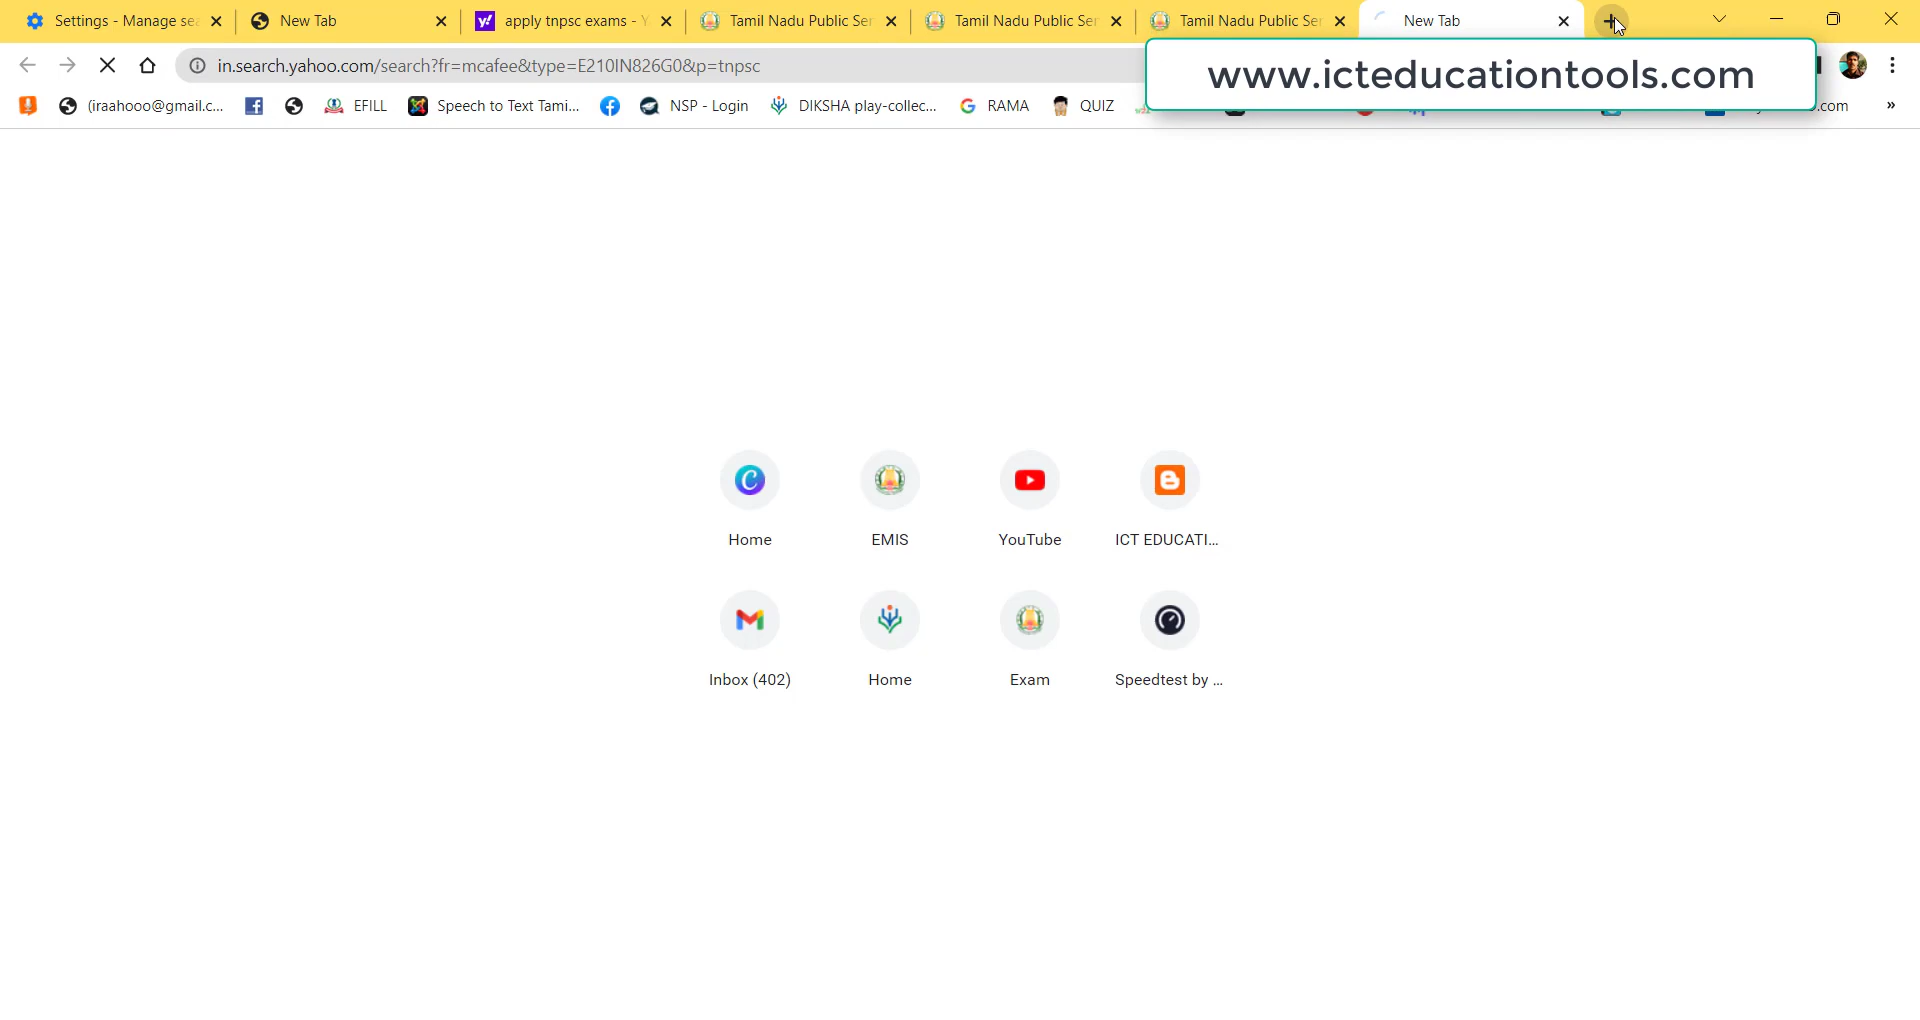 Settings - Manage sea
New Tab
apply tnpsc exams - Y
Tamil Nadu Public Ser
Tamil Nadu Public Ser
Tamil Nadu Public Ser
New Tab
in.search.yahoo.com/search?fr=mcafee&type=E210IN826G0&p=tnpsc
www.icteducationtools.com
(iraahooo@gmail.c...
EFILL
Speech to Text Tami...
NSP - Login
DIKSHA play-collec...
RAMA
QUIZ
.com
»
Home
EMIS
YouTube
ICT EDUCATI...
Inbox (402)
Home
Exam
Speedtest by ...